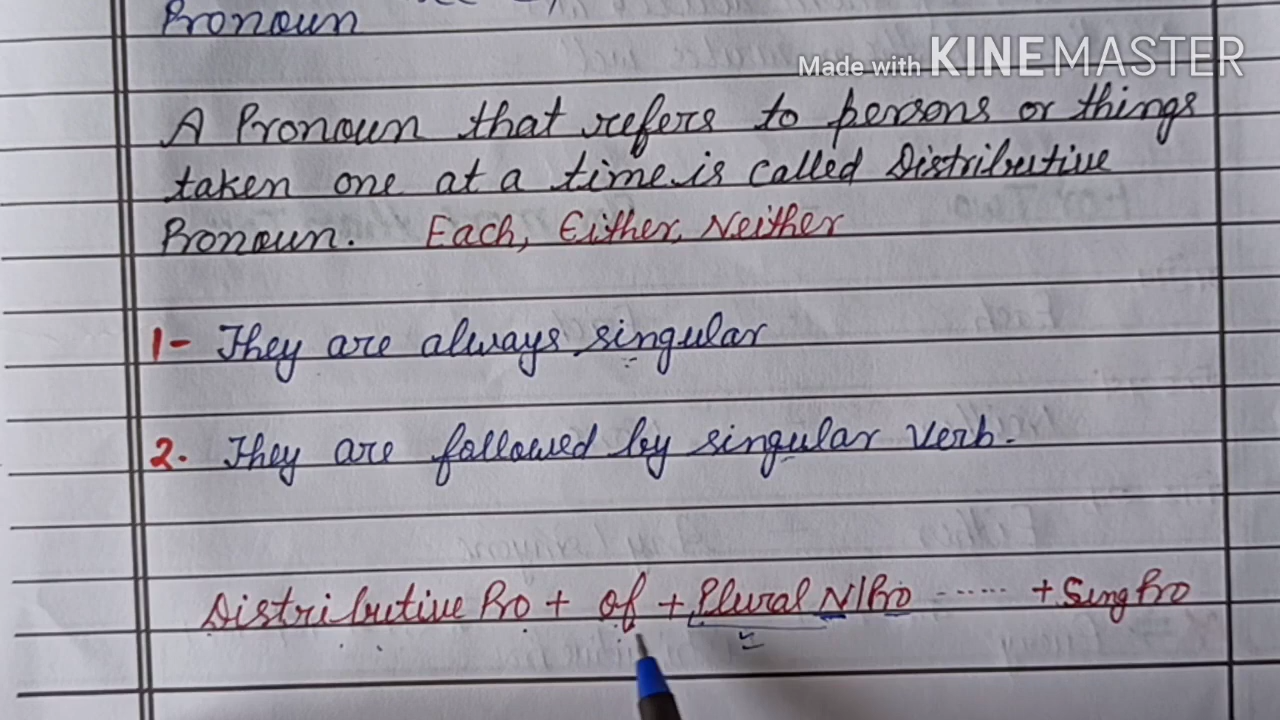 Pronoun
Made with KINEMASTER
A Pronoun that refers to persons or things
taken one at a time is called Distributive
Pronoun. Each, Either, Neither
1- They are always singular
2. They are followed by singular verb.
Distributive Pro + of + Plural N/Pro ...... + Sing Pro